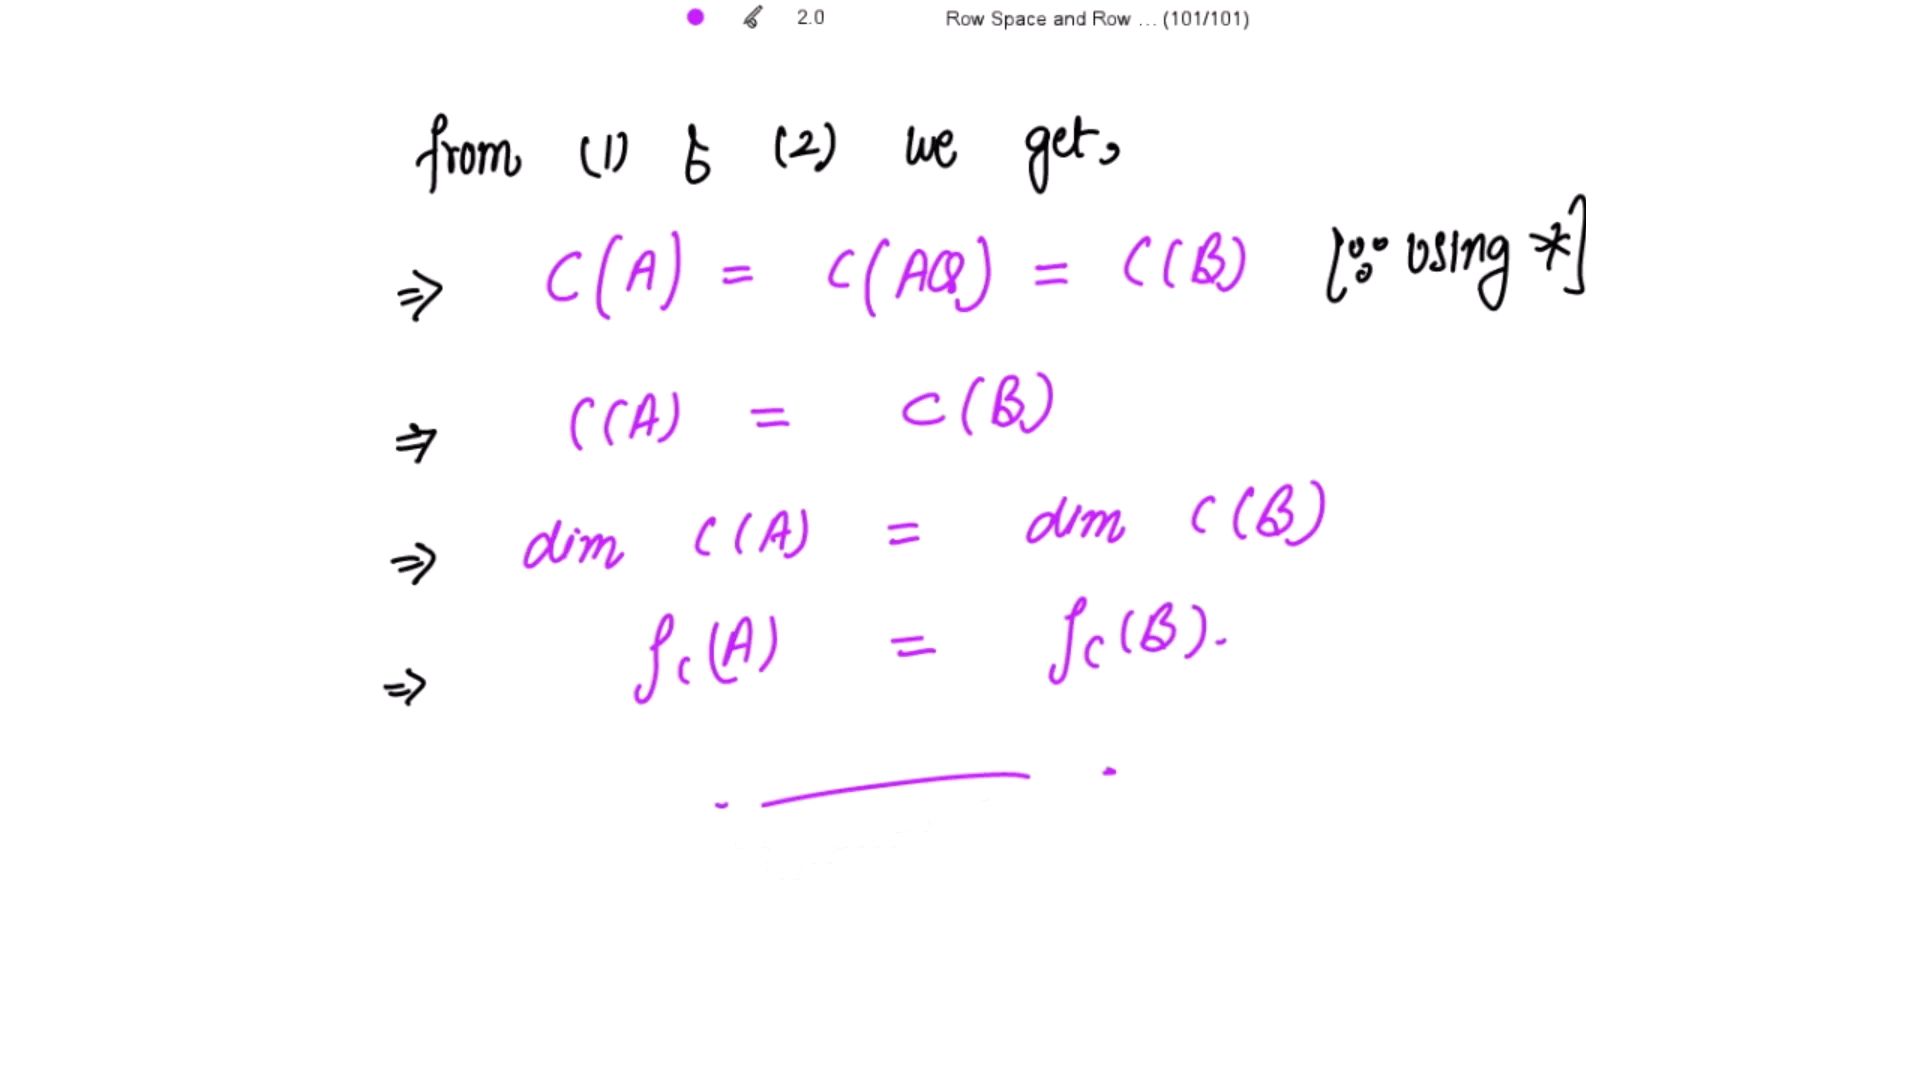 2.0 Row Space and Row ... (101/101)
from (1) & (2) we get,
⇒ C(A) = C(AQ) = C(B) [∵ using *]
⇒ C(A) = C(B)
⇒ dim C(A) = dim C(B)
⇒ ρc(A) = ρc(B).